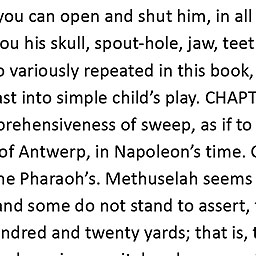 you can open and shut him, in all
ou his skull, spout-hole, jaw, teet
variously repeated in this book,
ast into simple child's play. CHAPT
prehensiveness of sweep, as if to
of Antwerp, in Napoleon's time.
ne Pharaoh's. Methuselah seems
and some do not stand to assert,
ndred and twenty yards; that is,